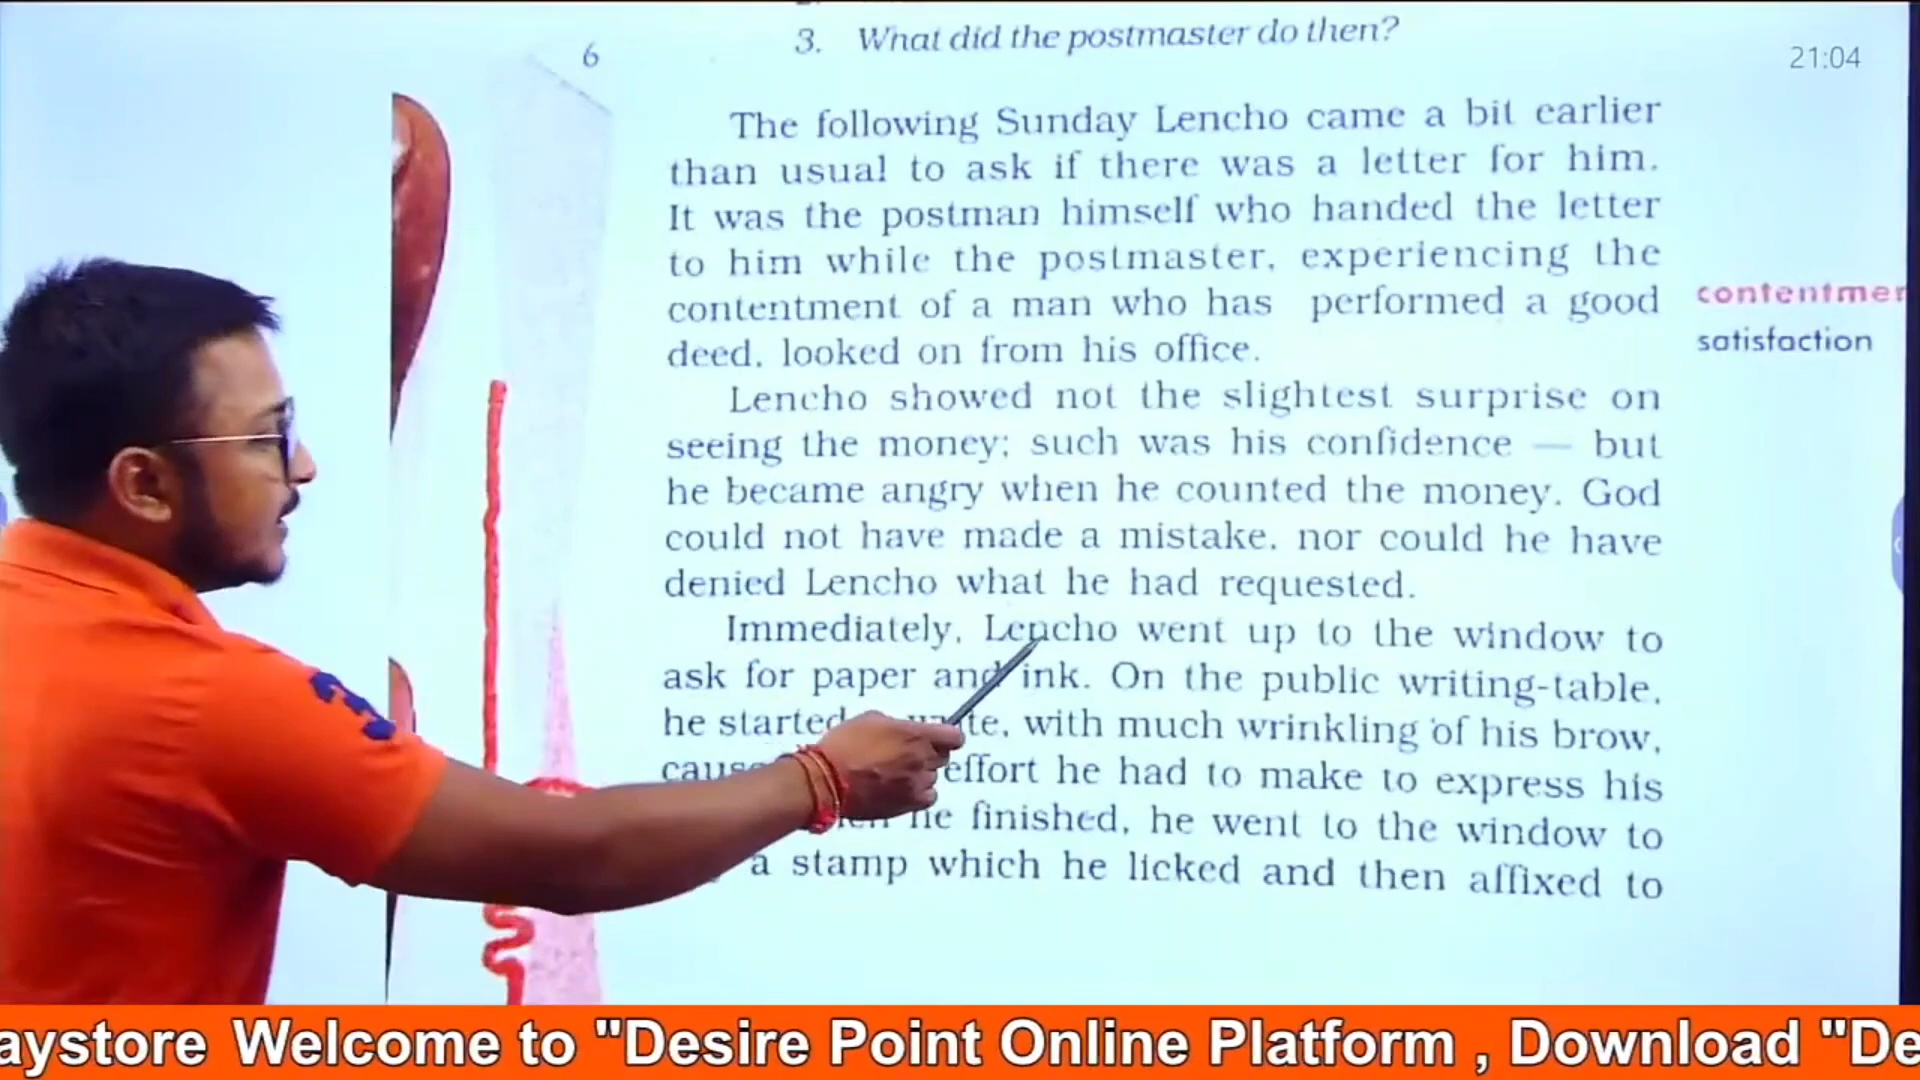 3. What did the postmaster do then?
6
21:04
The following Sunday Lencho came a bit earlier
than usual to ask if there was a letter for him.
It was the postman himself who handed the letter
to him while the postmaster, experiencing the
contentment of a man who has performed a good
deed, looked on from his office.
contentmen
satisfaction
Lencho showed not the slightest surprise on
seeing the money; such was his confidence — but
he became angry when he counted the money. God
could not have made a mistake, nor could he have
denied Lencho what he had requested.
Immediately, Lencho went up to the window to
ask for paper and ink. On the public writing-table,
he started te, with much wrinkling of his brow,
caus effort he had to make to express his
he finished, he went to the window to
a stamp which he licked and then affixed to
aystore Welcome to "Desire Point Online Platform , Download "De